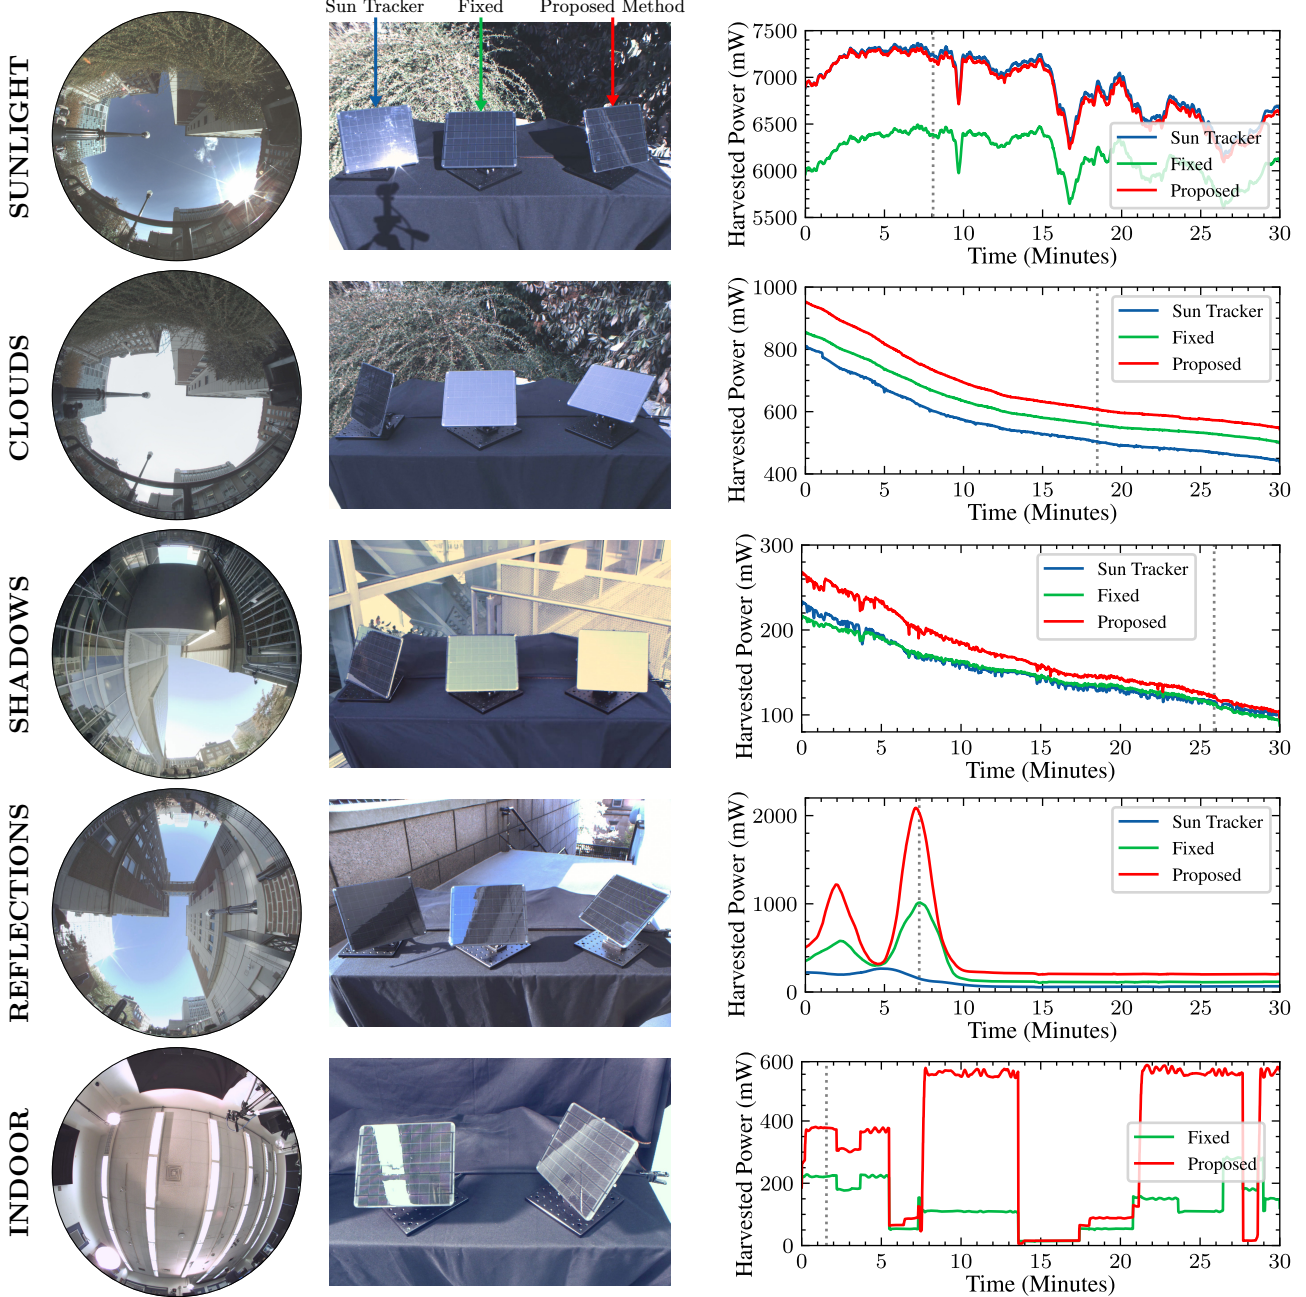 Sun Tracker Fixed Proposed Method
SUNLIGHT
Harvested Power (mW)
7500
7000
6500
6000
5500
Sun Tracker
Fixed
Proposed
0 5 10 15 20 25 30
Time (Minutes)
CLOUDS
Harvested Power (mW)
1000
800
600
400
Sun Tracker
Fixed
Proposed
0 5 10 15 20 25 30
Time (Minutes)
SHADOWS
Harvested Power (mW)
300
200
100
Sun Tracker
Fixed
Proposed
0 5 10 15 20 25 30
Time (Minutes)
REFLECTIONS
Harvested Power (mW)
2000
1000
0
Sun Tracker
Fixed
Proposed
0 5 10 15 20 25 30
Time (Minutes)
INDOOR
Harvested Power (mW)
600
400
200
0
Fixed
Proposed
0 5 10 15 20 25 30
Time (Minutes)